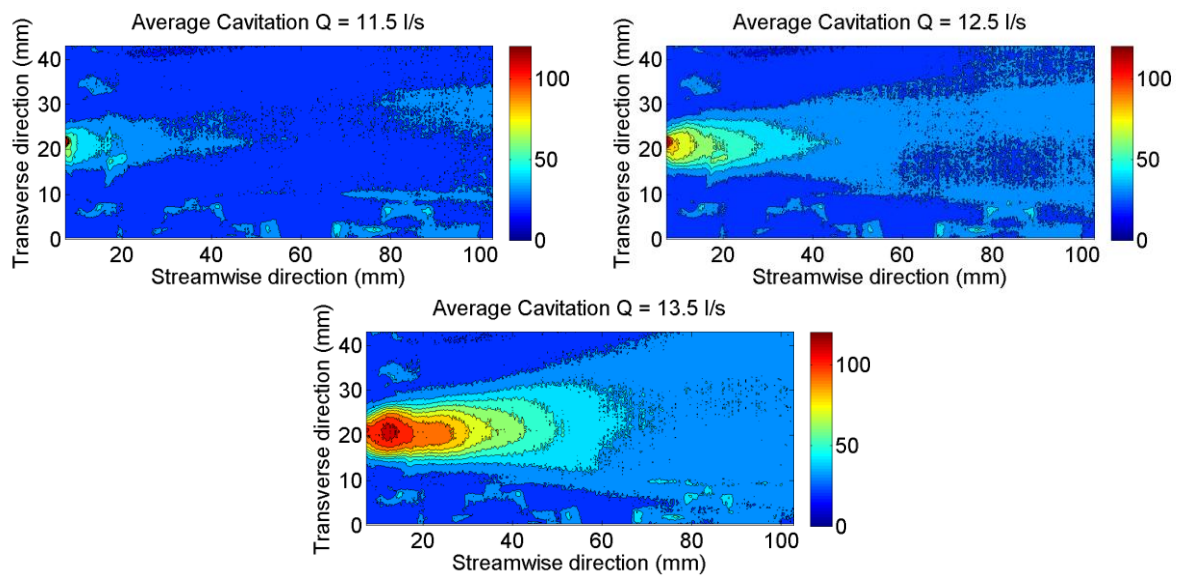 Average Cavitation Q = 11.5 l/s
Transverse direction (mm)
40
30
20
10
0
20 40 60 80 100
Streamwise direction (mm)
100
50
0
Average Cavitation Q = 12.5 l/s
Transverse direction (mm)
40
30
20
10
0
20 40 60 80 100
Streamwise direction (mm)
100
50
0
Average Cavitation Q = 13.5 l/s
Transverse direction (mm)
40
30
20
10
0
20 40 60 80 100
Streamwise direction (mm)
100
50
0